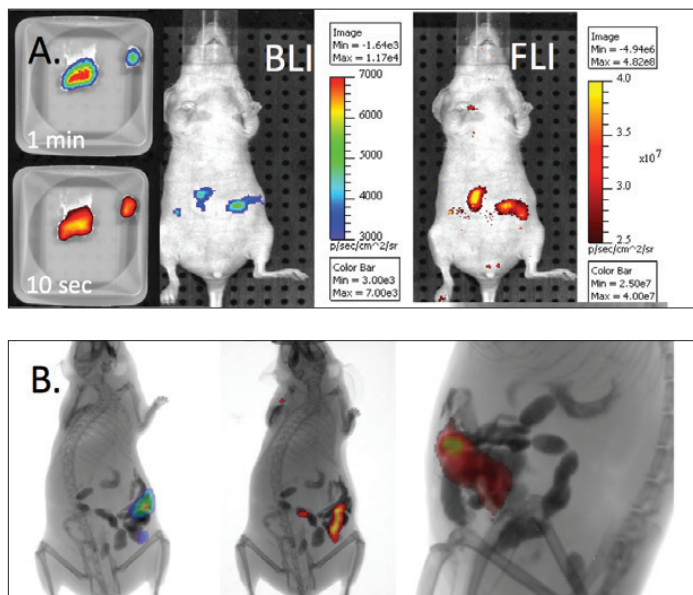 A.
1 min
10 sec
BLI
Image
Min = -1.64e3
Max = 1.17e4
7000
6000
5000
4000
3000
p/sec/cm^2/sr
Color Bar
Min = 3.00e3
Max = 7.00e3
FLI
Image
Min = -4.94e6
Max = 4.82e8
4.0
3.5
x10⁷
3.0
2.5
p/sec/cm^2/sr
Color Bar
Min = 2.50e7
Max = 4.00e7
B.